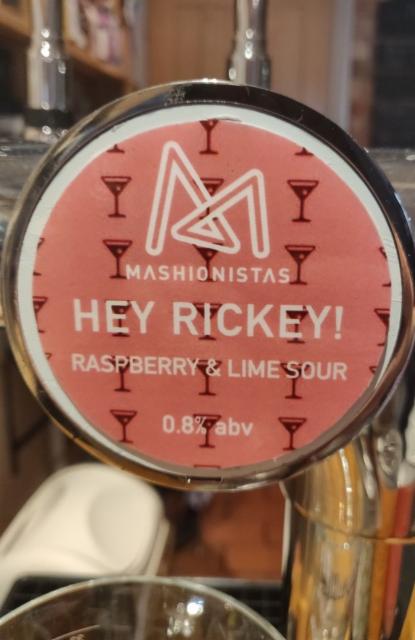 MASHIONISTAS
HEY RICKEY!
RASPBERRY & LIME SOUR
0.8% abv